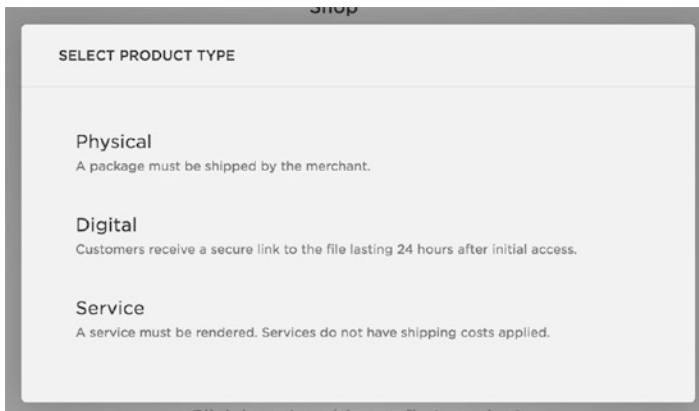 Shop
SELECT PRODUCT TYPE
Physical
A package must be shipped by the merchant.
Digital
Customers receive a secure link to the file lasting 24 hours after initial access.
Service
A service must be rendered. Services do not have shipping costs applied.